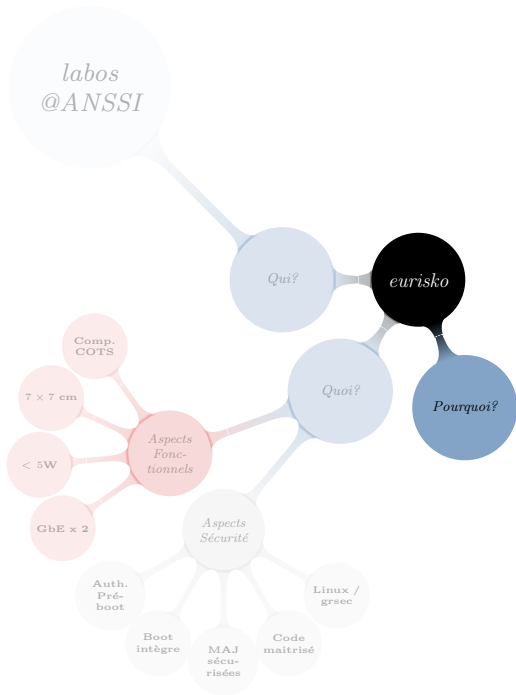 labos
@ANSSI
Qui?
eurisko
Quoi?
Pourquoi?
Comp.
COTS
7 × 7 cm
< 5W
GbE x 2
Aspects
Fonc-
tionnels
Aspects
Sécurité
Auth.
Pré-
boot
Boot
intègre
MAJ
sécu-
risées
Code
maitrisé
Linux /
grsec